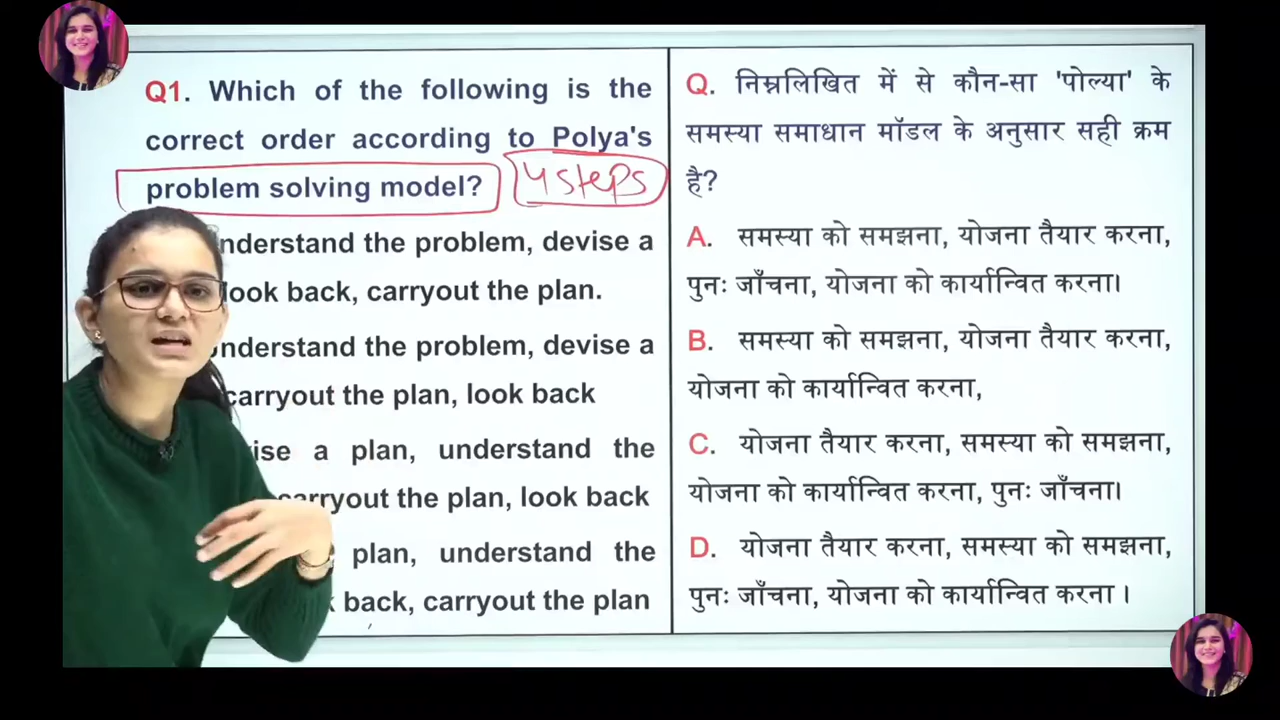 Q1. Which of the following is the
correct order according to Polya's
problem solving model? 4 steps
nderstand the problem, devise a
look back, carryout the plan.
nderstand the problem, devise a
carryout the plan, look back
ise a plan, understand the
carryout the plan, look back
plan, understand the
back, carryout the plan
Q. निम्नलिखित में से कौन-सा 'पोल्या' के
समस्या समाधान मॉडल के अनुसार सही क्रम
है?
A. समस्या को समझना, योजना तैयार करना,
पुनः जाँचना, योजना को कार्यान्वित करना।
B. समस्या को समझना, योजना तैयार करना,
योजना को कार्यान्वित करना,
C. योजना तैयार करना, समस्या को समझना,
योजना को कार्यान्वित करना, पुनः जाँचना।
D. योजना तैयार करना, समस्या को समझना,
पुनः जाँचना, योजना को कार्यान्वित करना ।